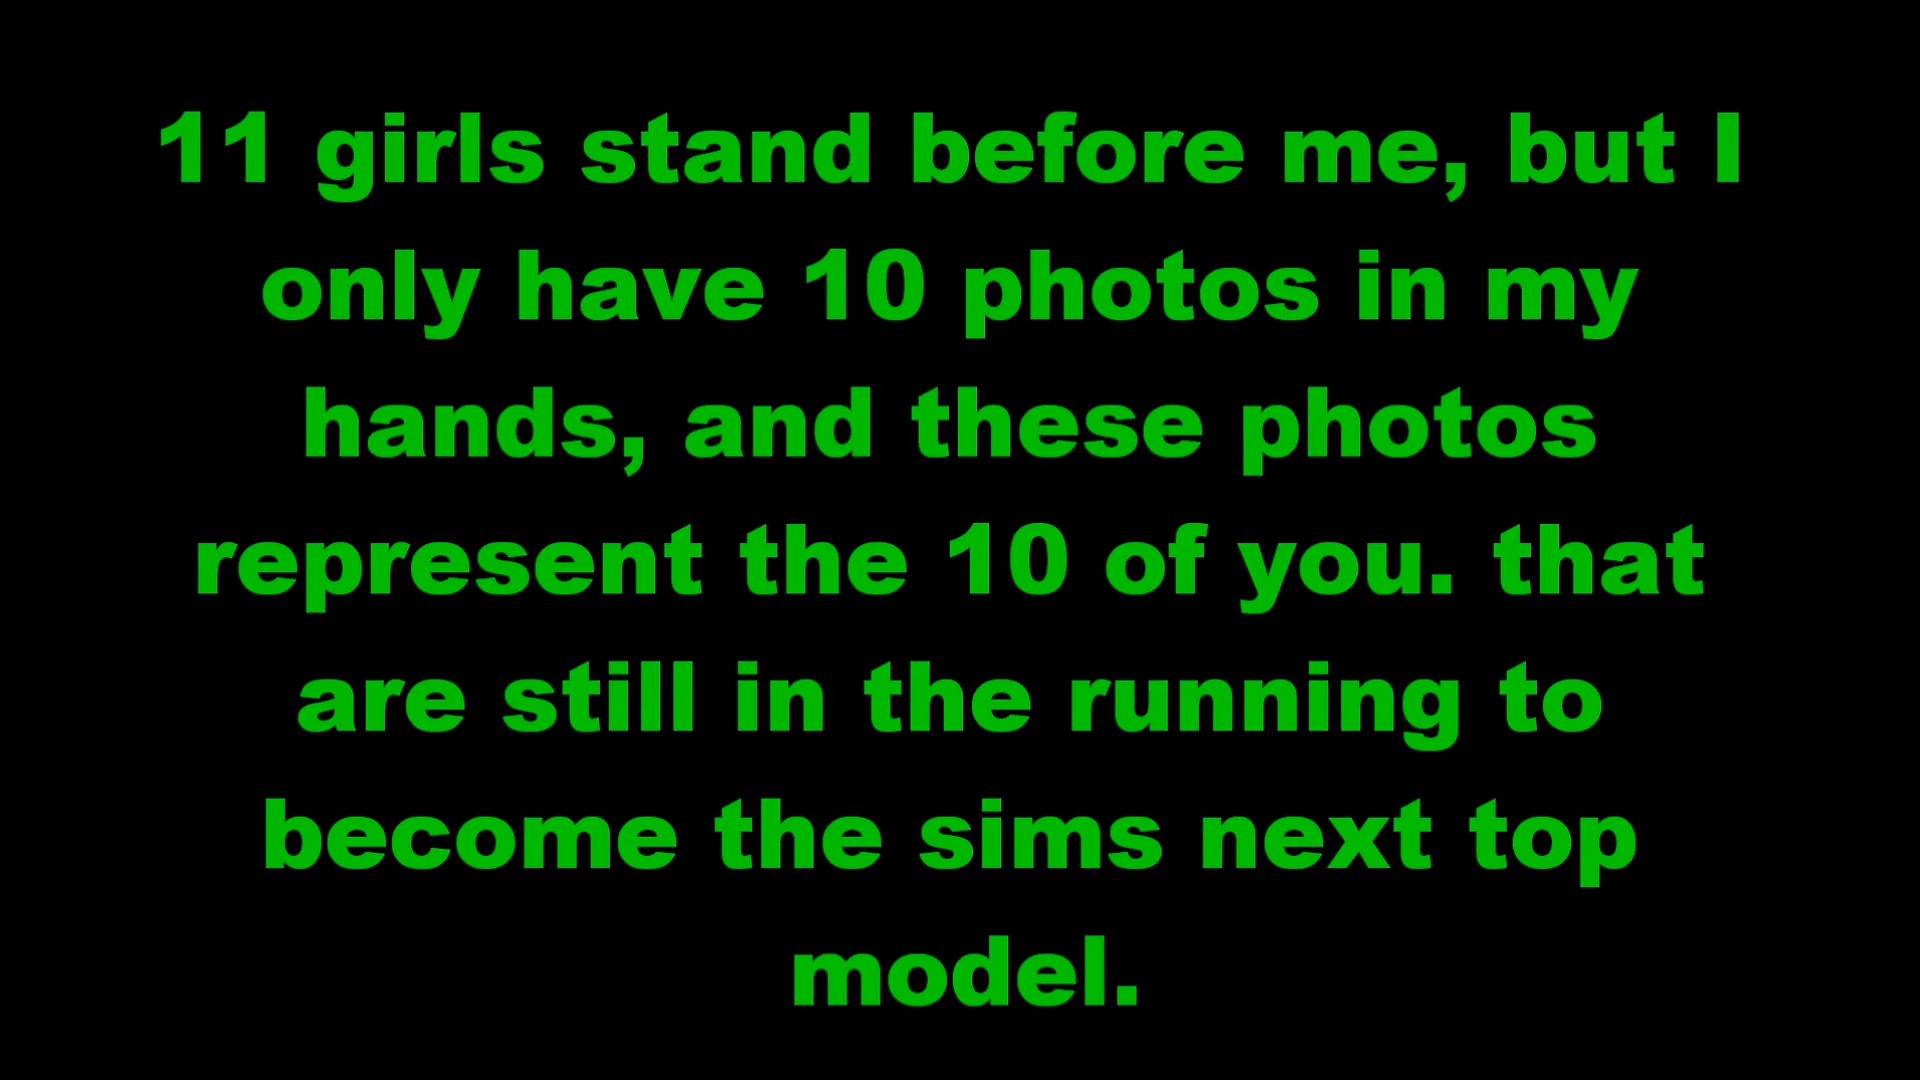 11 girls stand before me, but I
only have 10 photos in my
hands, and these photos
represent the 10 of you. that
are still in the running to
become the sims next top
model.